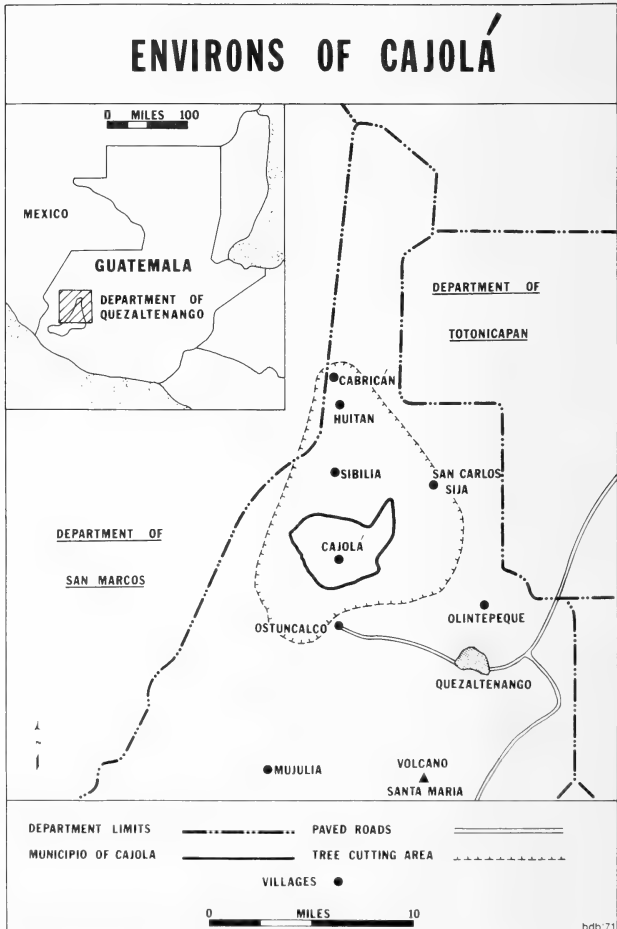 ENVIRONS OF CAJOLÁ
0 MILES 100
MEXICO
GUATEMALA
DEPARTMENT OF
QUEZALTENANGO
DEPARTMENT OF
TOTONICAPAN
CABRICÁN
HUITAN
SIBILIA
SAN CARLOS
SIJA
DEPARTMENT OF
SAN MARCOS
CAJOLÁ
OSTUNCALCO
OLINTEPEQUE
QUEZALTENANGO
MUJULIA
VOLCANO
SANTA MARIA
DEPARTMENT LIMITS
PAVED ROADS
MUNICIPIO OF CAJOLA
TREE CUTTING AREA
VILLAGES
0 MILES 10
bdb'71